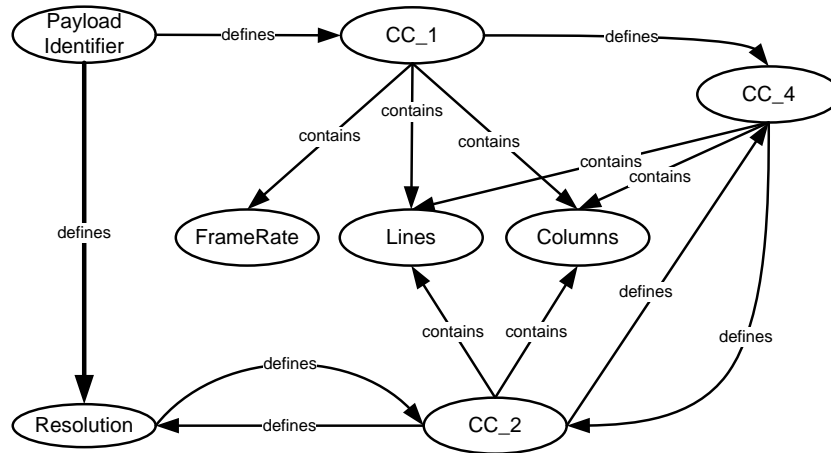 Payload
Identifier
defines
CC_1
defines
CC_4
contains
contains
contains
contains
contains
FrameRate
Lines
Columns
defines
defines
contains
contains
defines
defines
Resolution
defines
CC_2